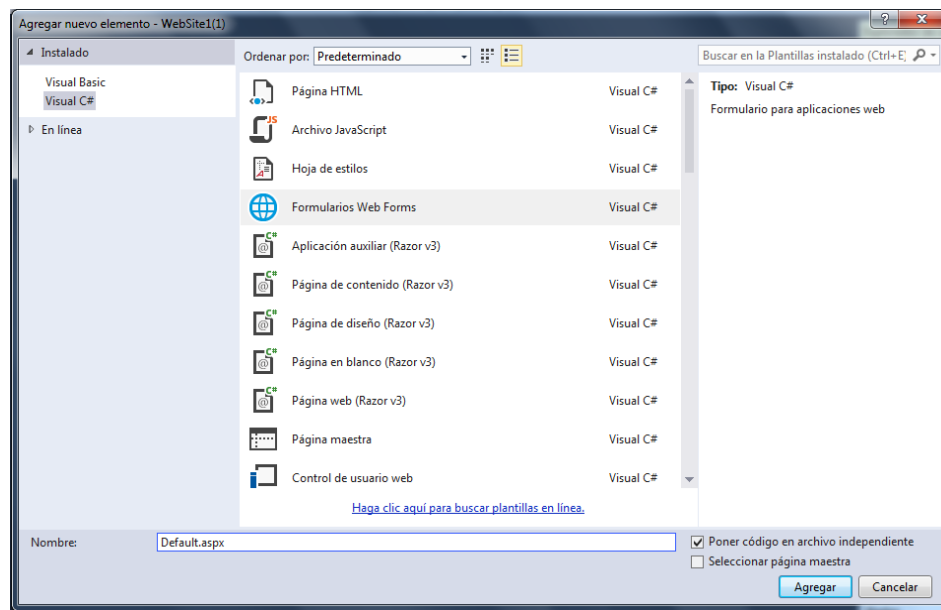 Agregar nuevo elemento - WebSite1(1)
Instalado
Visual Basic
Visual C#
En línea
Ordenar por: Predeterminado
Página HTML Visual C#
Archivo JavaScript Visual C#
Hoja de estilos Visual C#
Formularios Web Forms Visual C#
Aplicación auxiliar (Razor v3) Visual C#
Página de contenido (Razor v3) Visual C#
Página de diseño (Razor v3) Visual C#
Página en blanco (Razor v3) Visual C#
Página web (Razor v3) Visual C#
Página maestra Visual C#
Control de usuario web Visual C#
Haga clic aquí para buscar plantillas en línea.
Buscar en la Plantillas instalado (Ctrl+E)
Tipo: Visual C#
Formulario para aplicaciones web
Nombre: Default.aspx
Poner código en archivo independiente
Seleccionar página maestra
Agregar Cancelar